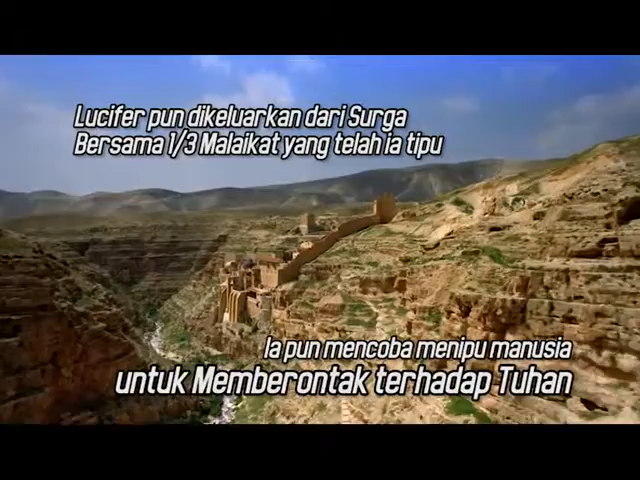 Lucifer pun dikeluarkan dari Surga
Bersama 1/3 Malaikat yang telah ia tipu
Ia pun mencoba menipu manusia
untuk Memberontak terhadap Tuhan